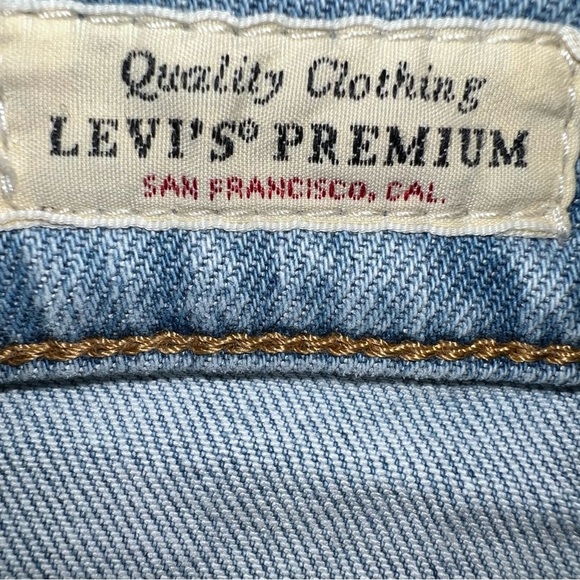 Quality Clothing
LEVI'S® PREMIUM
SAN FRANCISCO, CAL.